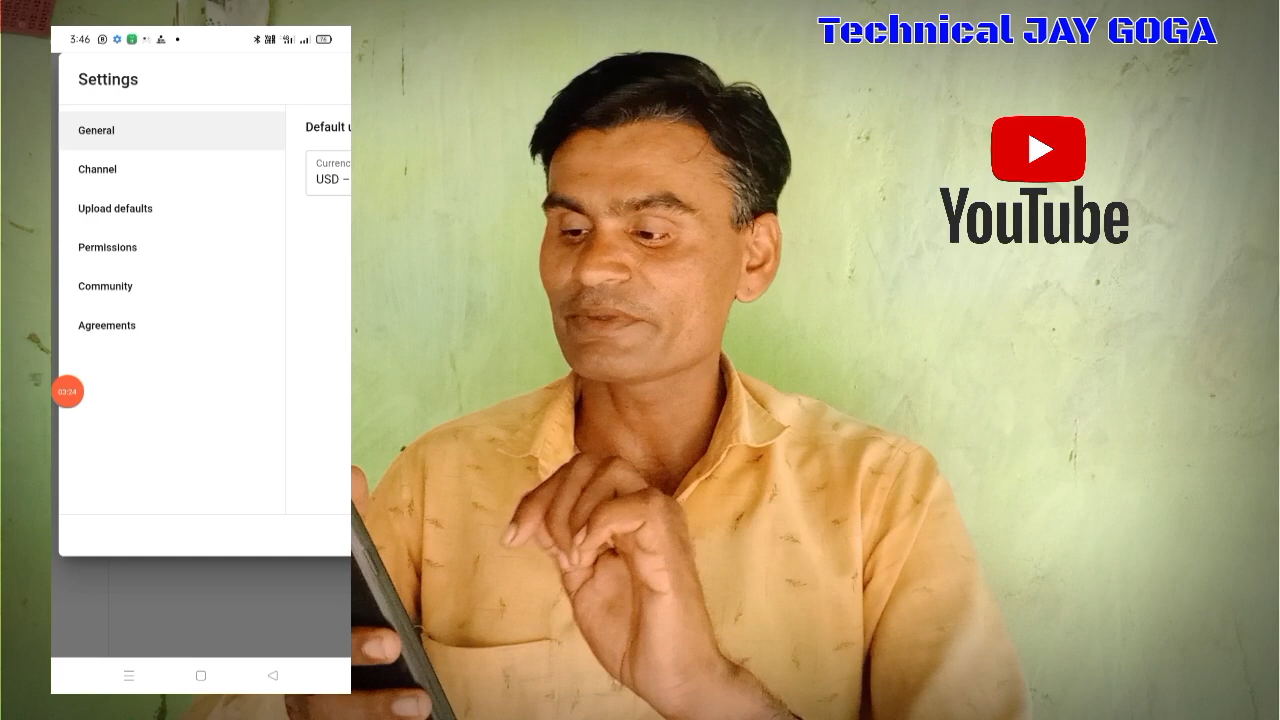 Technical JAY GOGA
YouTube
3:46
Settings
General
Channel
Upload defaults
Permissions
Community
Agreements
Default u
Currenc
USD –
03:24